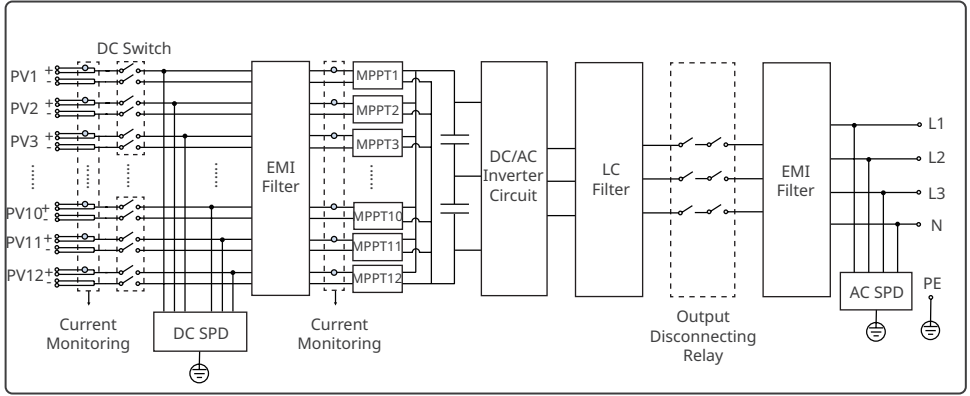 DC Switch
PV1 + -
PV2 + -
PV3 + -
PV10 + -
PV11 + -
PV12 + -
Current
Monitoring
DC SPD
EMI
Filter
Current
Monitoring
MPPT1
MPPT2
MPPT3
MPPT10
MPPT11
MPPT12
DC/AC
Inverter
Circuit
LC
Filter
Output
Disconnecting
Relay
EMI
Filter
L1
L2
L3
N
AC SPD
PE